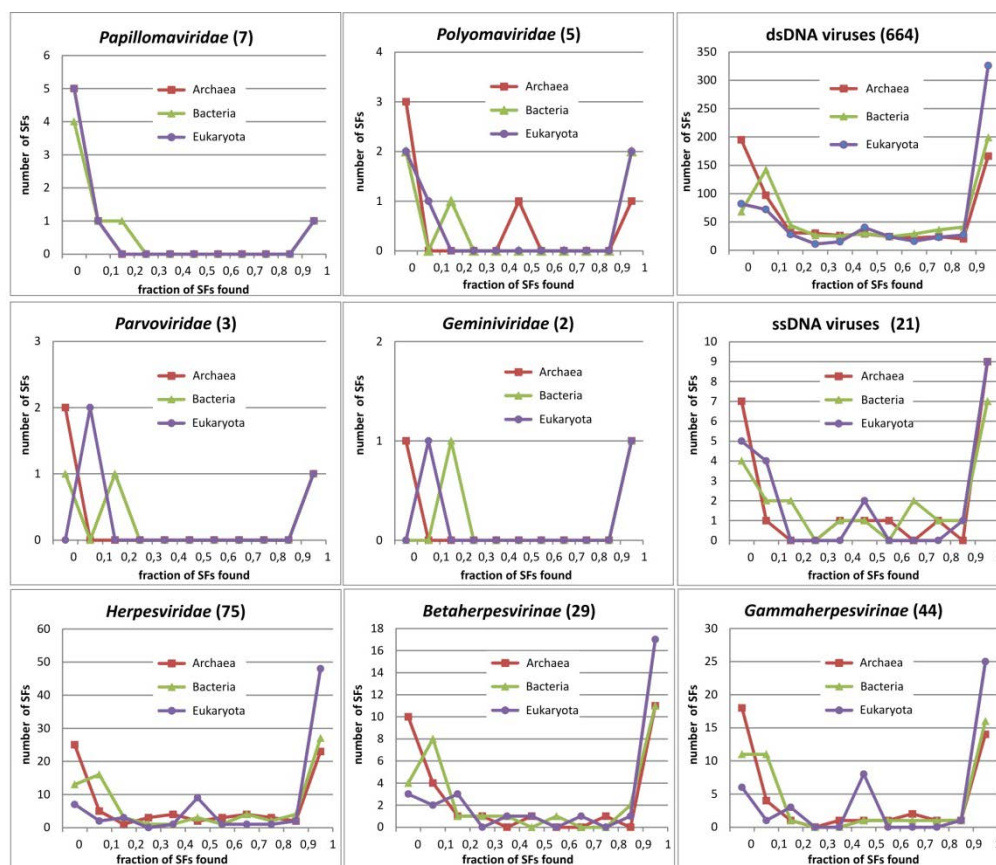 Papillomaviridae (7)
number of SFs
6
5
4
3
2
1
0
Archaea
Bacteria
Eukaryota
0 0,1 0,2 0,3 0,4 0,5 0,6 0,7 0,8 0,9 1
fraction of SFs found
Polyomaviridae (5)
number of SFs
4
3
2
1
0
Archaea
Bacteria
Eukaryota
0 0,1 0,2 0,3 0,4 0,5 0,6 0,7 0,8 0,9 1
fraction of SFs found
dsDNA viruses (664)
number of SFs
350
300
250
200
150
100
50
0
Archaea
Bacteria
Eukaryota
0 0,1 0,2 0,3 0,4 0,5 0,6 0,7 0,8 0,9 1
fraction of SFs found
Parvoviridae (3)
number of SFs
3
2
1
0
Archaea
Bacteria
Eukaryota
0 0,1 0,2 0,3 0,4 0,5 0,6 0,7 0,8 0,9 1
fraction of SFs found
Geminiviridae (2)
number of SFs
2
1
0
Archaea
Bacteria
Eukaryota
0 0,1 0,2 0,3 0,4 0,5 0,6 0,7 0,8 0,9 1
fraction of SFs found
ssDNA viruses (21)
number of SFs
10
9
8
7
6
5
4
3
2
1
0
Archaea
Bacteria
Eukaryota
0 0,1 0,2 0,3 0,4 0,5 0,6 0,7 0,8 0,9 1
fraction of SFs found
Herpesviridae (75)
number of SFs
60
50
40
30
20
10
0
Archaea
Bacteria
Eukaryota
0 0,1 0,2 0,3 0,4 0,5 0,6 0,7 0,8 0,9 1
fraction of SFs found
Betaherpesvirinae (29)
number of SFs
18
16
14
12
10
8
6
4
2
0
Archaea
Bacteria
Eukaryota
0 0,1 0,2 0,3 0,4 0,5 0,6 0,7 0,8 0,9 1
fraction of SFs found
Gammaherpesvirinae (44)
number of SFs
30
25
20
15
10
5
0
Archaea
Bacteria
Eukaryota
0 0,1 0,2 0,3 0,4 0,5 0,6 0,7 0,8 0,9 1
fraction of SFs found